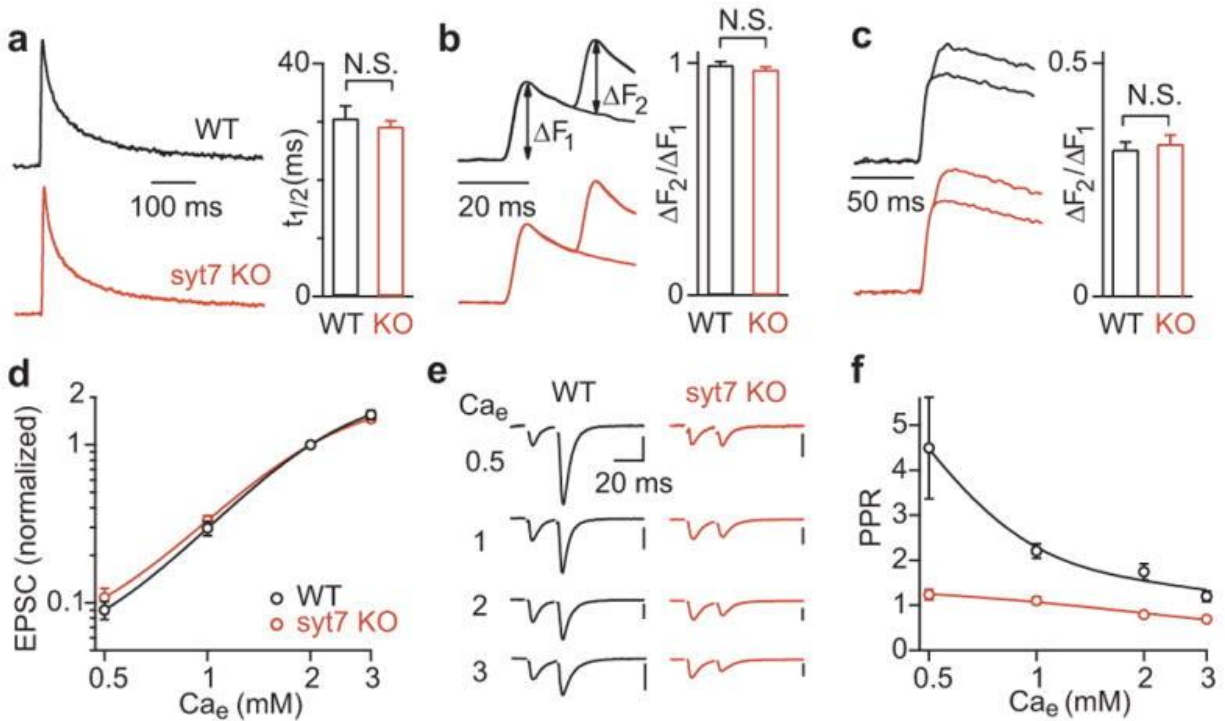 a
WT
100 ms
syt7 KO
t1/2 (ms)
40
0
N.S.
WT KO
b
ΔF1
ΔF2
20 ms
ΔF2/ΔF1
1
0
N.S.
WT KO
c
50 ms
ΔF2/ΔF1
0.5
0
N.S.
WT KO
d
EPSC (normalized)
2
1
0.1
WT
syt7 KO
0.5 1 2 3
Cae (mM)
e
WT syt7 KO
Cae
0.5
20 ms
1
2
3
f
PPR
5
4
3
2
1
0
0.5 1 2 3
Cae (mM)